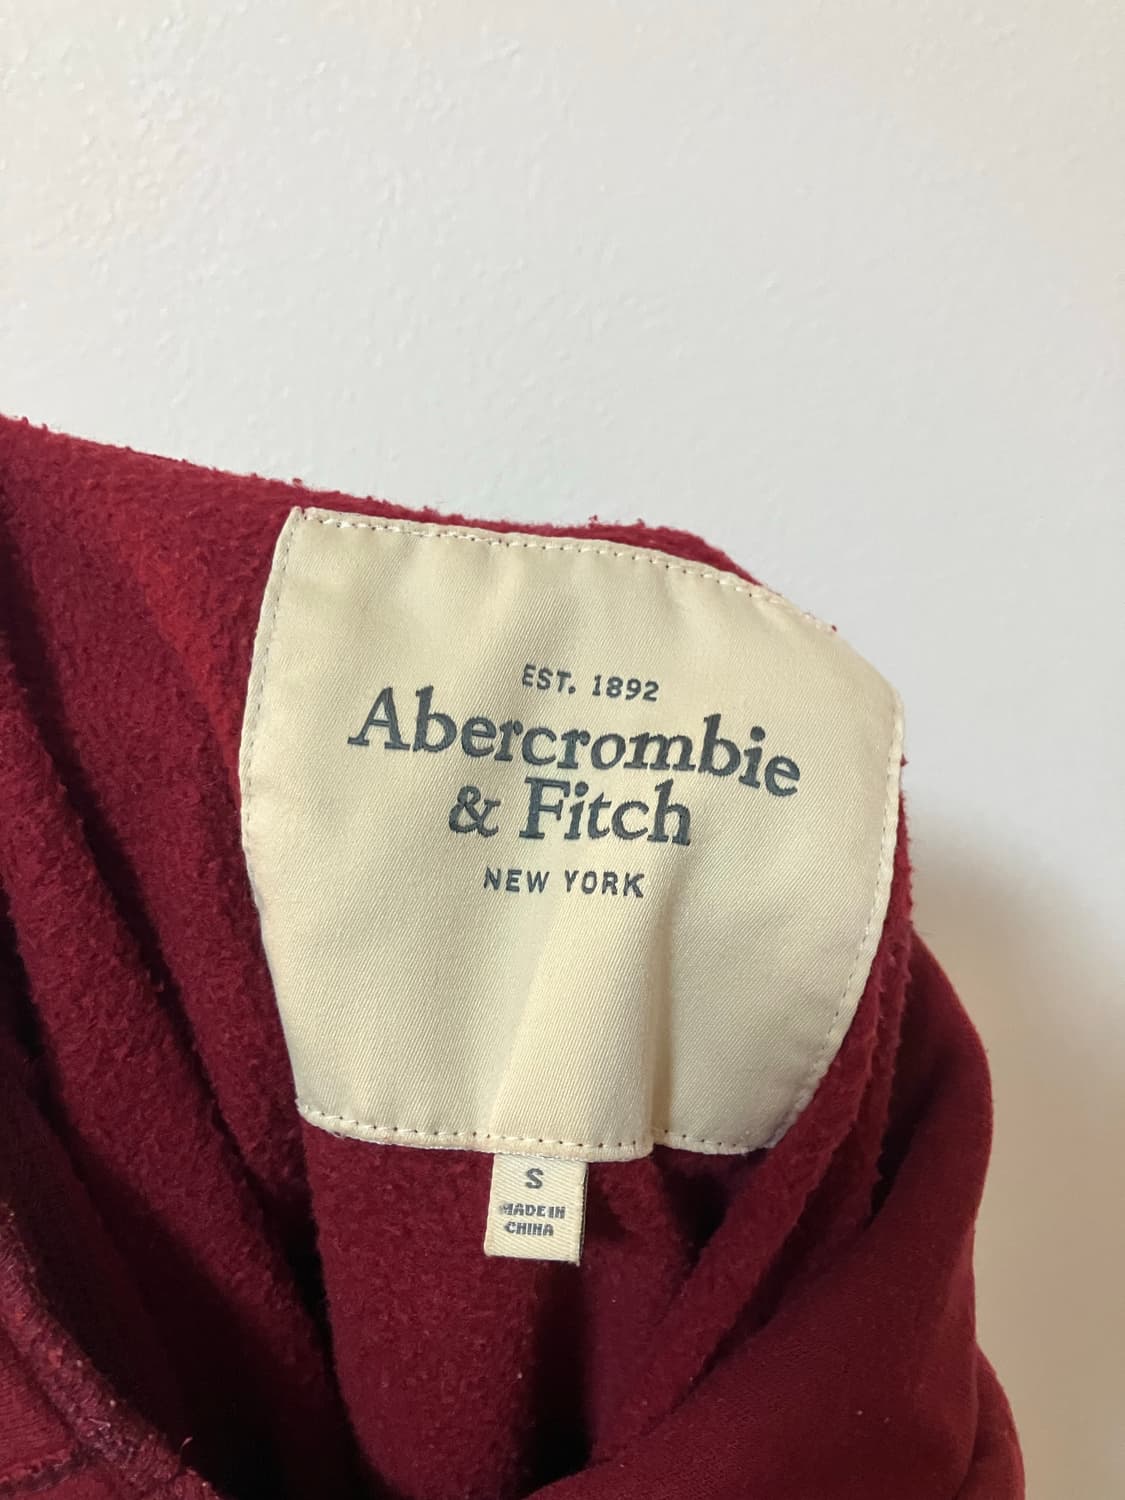 EST. 1892
Abercrombie
& Fitch
NEW YORK
S
MADE IN
CHINA